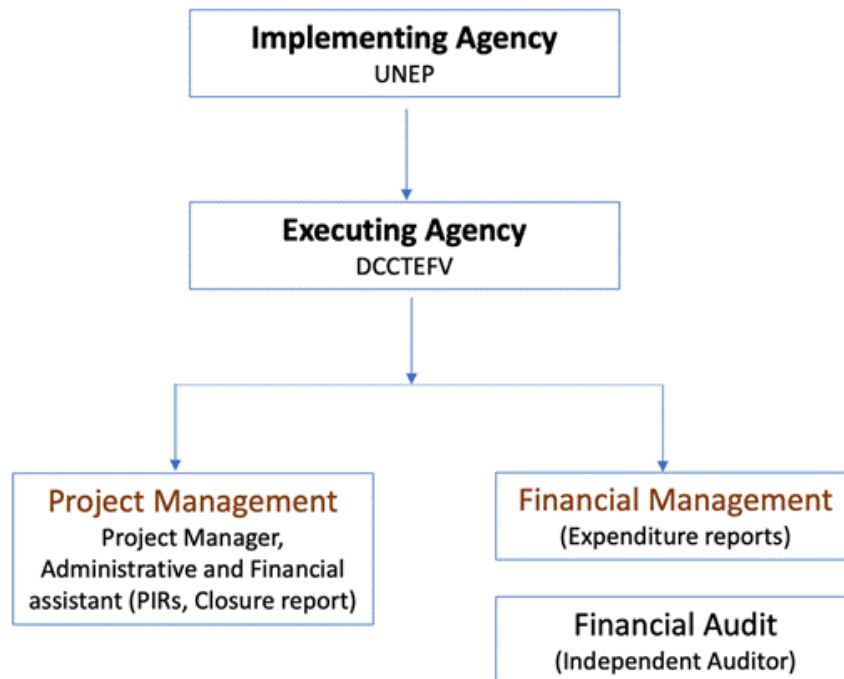 Implementing Agency
UNEP
Executing Agency
DCCTEFV
Project Management
Project Manager,
Administrative and Financial
assistant (PIRs, Closure report)
Financial Management
(Expenditure reports)
Financial Audit
(Independent Auditor)